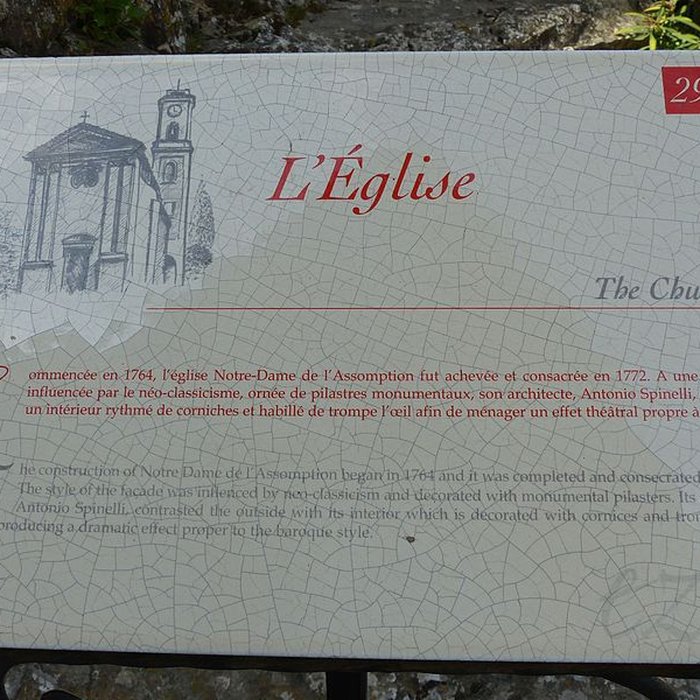 29
L'Église
The Chu
ommencée en 1764, l'église Notre-Dame de l'Assomption fut achevée et consacrée en 1772. A une
influencée par le néo-classicisme, ornée de pilastres monumentaux, son architecte, Antonio Spinelli,
un intérieur rythmé de corniches et habillé de trompe l'œil afin de ménager un effet théâtral propre à
he construction of Notre Dame de l'Assomption began in 1764 and it was completed and consecrated
The style of the facade was inflenced by neo-classicism and decorated with monumental pilasters. Its
Antonio Spinelli, contrasted the outside with its interior which is decorated with cornices and tro
producing a dramatic effect proper to the baroque style.